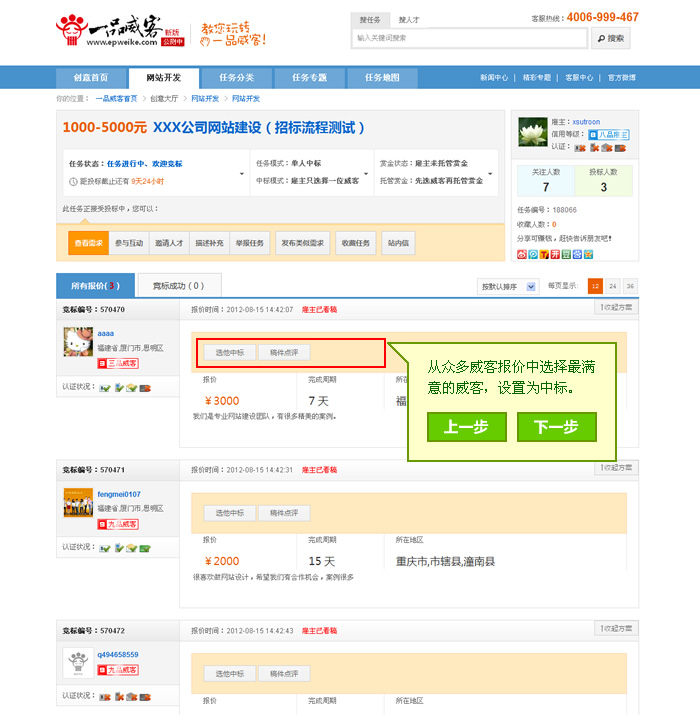 一品威客 新版 公测中
www.epweike.com
教您玩转
一品威客!
搜任务 搜人才
客服热线：4006-999-467
输入关键词搜索
搜索
创意首页 网站开发 任务分类 任务专题 任务地图
新闻中心 | 精彩专题 | 客服中心 | 官方微博
你的位置： 一品威客首页 > 创意大厅 > 网站开发 > 网站开发
1000-5000元 XXX公司网站建设（招标流程测试）
任务状态：任务进行中、欢迎竞标
距投标截止还有 9天24小时
任务模式：单人中标
中标模式：雇主只选择一位威客
赏金状态：雇主未托管赏金
托管赏金：先选威客再托管赏金
此任务正接受投标中，您可以：
查看需求 参与互动 邀请人才 描述补充 举报任务 发布类似需求 收藏任务 站内信
雇主：xsutroon
信用等级： 八品雇主
认证：
关注人数 投标人数
7 3
任务编号：188066
收藏人数：0
分享可赚钱，赶快告诉朋友吧!
所有报价( 3 ) 竞标成功 ( 0 )
按默认排序 每页显示： 12 24 36
竞标编号：570470 报价时间：2012-08-15 14:42:07 雇主已看稿 收起方案
aaaa
福建省,厦门市,思明区
三品威客
认证状况：
选他中标 稿件点评
报价 完成周期 所在
¥3000 7 天 福
我们是专业网站建设团队，有很多精美的案例。
从众多威客报价中选择最满
意的威客，设置为中标。
上一步 下一步
竞标编号：570471 报价时间：2012-08-15 14:42:31 雇主已看稿 收起方案
fengmei0107
福建省,厦门市,思明区
九品威客
认证状况：
选他中标 稿件点评
报价 完成周期 所在地区
¥2000 15 天 重庆市,市辖县,潼南县
很喜欢做网站设计，希望我们有合作机会，案例很多
竞标编号：570472 报价时间：2012-08-15 14:42:43 雇主已看稿 收起方案
q494658559
九品威客
认证状况：
选他中标 稿件点评
报价 完成周期 所在地区